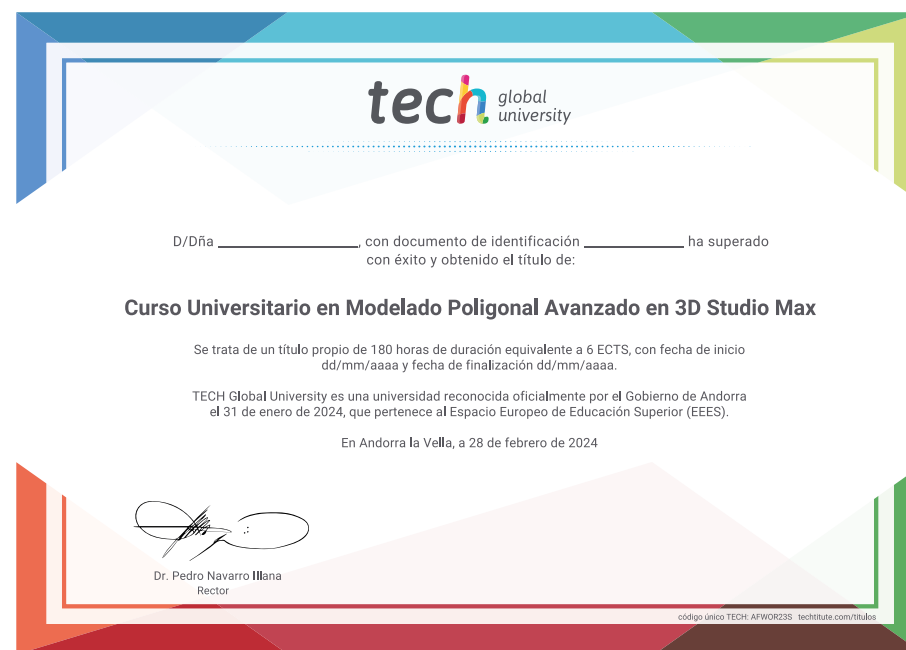 tech global university
D/Dña ____________________, con documento de identificación ______________ ha superado
con éxito y obtenido el título de:
Curso Universitario en Modelado Poligonal Avanzado en 3D Studio Max
Se trata de un título propio de 180 horas de duración equivalente a 6 ECTS, con fecha de inicio
dd/mm/aaaa y fecha de finalización dd/mm/aaaa.
TECH Global University es una universidad reconocida oficialmente por el Gobierno de Andorra
el 31 de enero de 2024, que pertenece al Espacio Europeo de Educación Superior (EEES).
En Andorra la Vella, a 28 de febrero de 2024
Dr. Pedro Navarro Illana
Rector
código único TECH: AFWOR23S techtitute.com/titulos